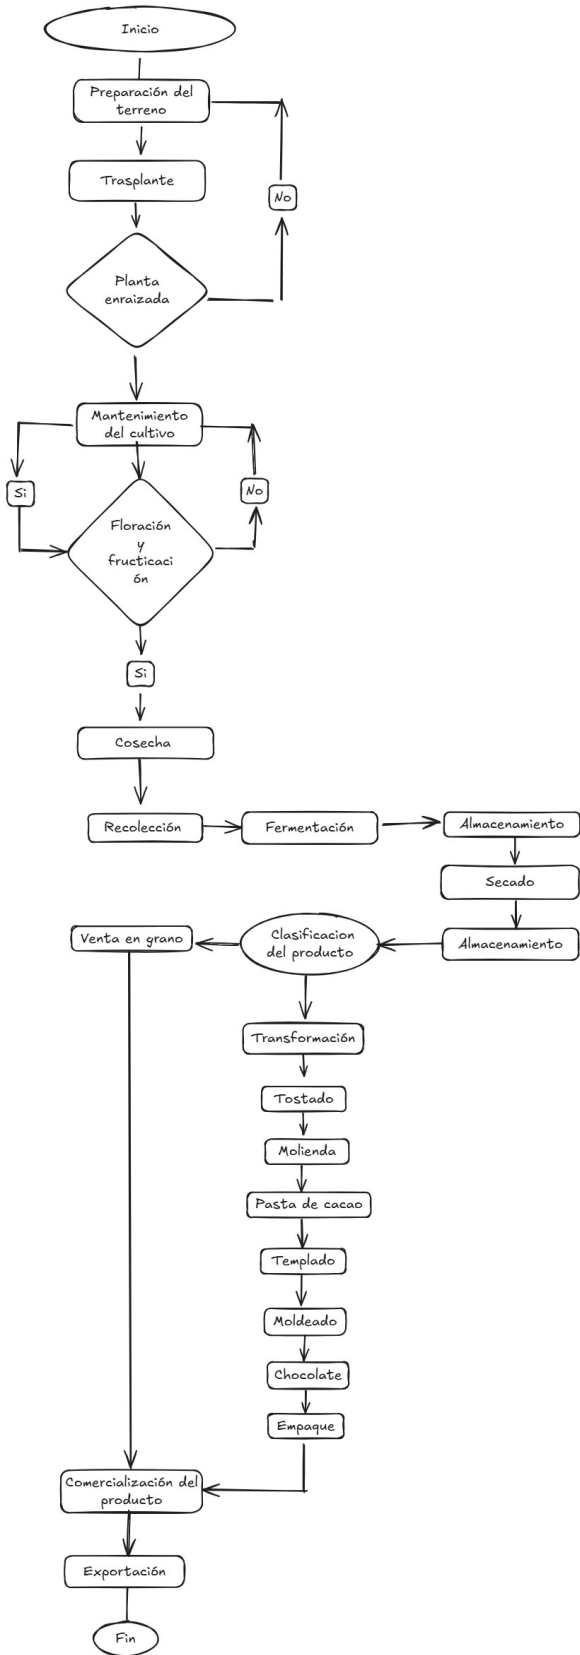 Inicio
Preparación del
terreno
Trasplante
No
Planta
enraizada
Mantenimiento
del cultivo
Si
No
Floración
y
fructicaci
ón
Si
Cosecha
Recolección
Fermentación
Almacenamiento
Secado
Almacenamiento
Clasificacion
del producto
Venta en grano
Transformación
Tostado
Molienda
Pasta de cacao
Templado
Moldeado
Chocolate
Empaque
Comercialización del
producto
Exportación
Fin